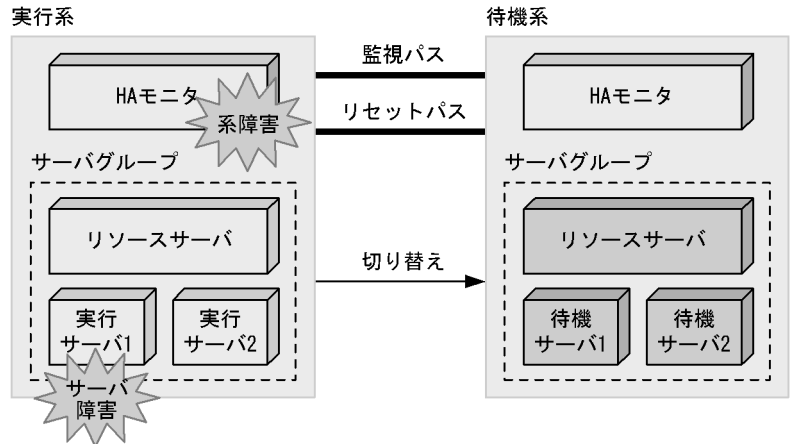 実行系
待機系
監視パス
HAモニタ
HAモニタ
系障害
リセットパス
サーバグループ
サーバグループ
リソースサーバ
リソースサーバ
切り替え
実行
サーバ1
実行
サーバ2
待機
サーバ1
待機
サーバ2
サーバ
障害